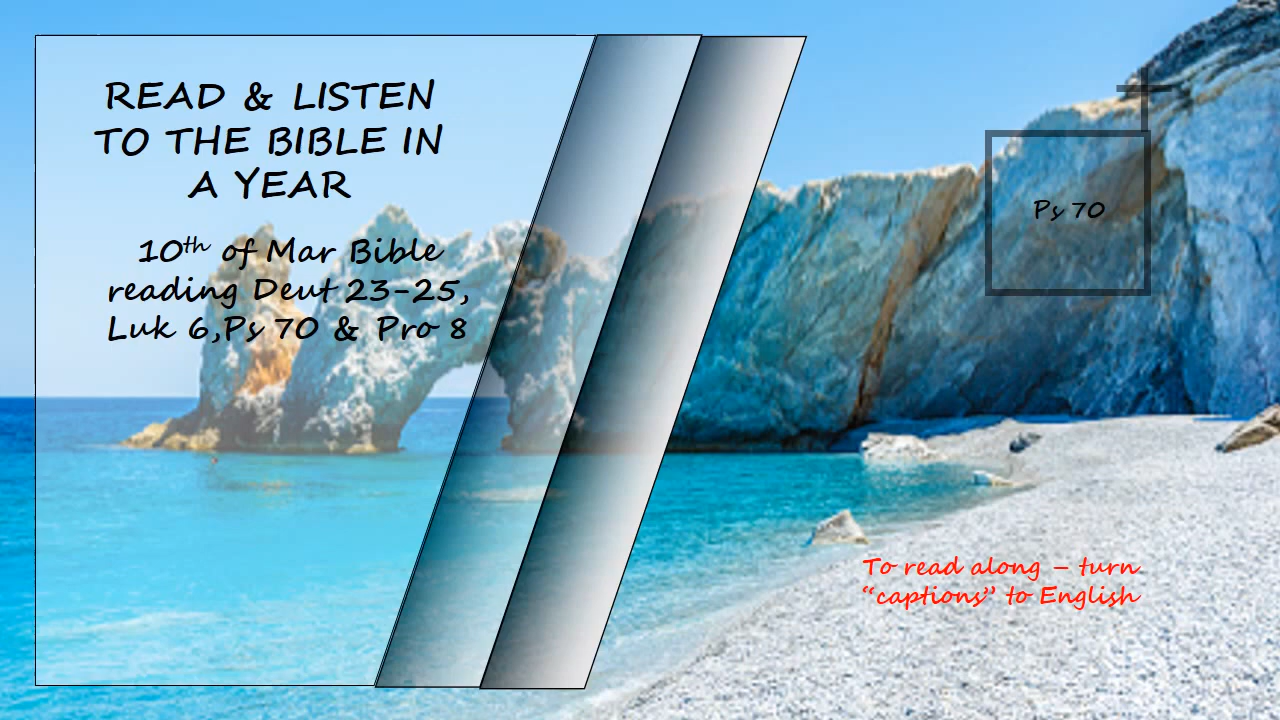 READ & LISTEN
TO THE BIBLE IN
A YEAR
10th of Mar Bible
reading Deut 23-25,
Luk 6,Ps 70 & Pro 8
Ps 70
To read along – turn
“captions” to English